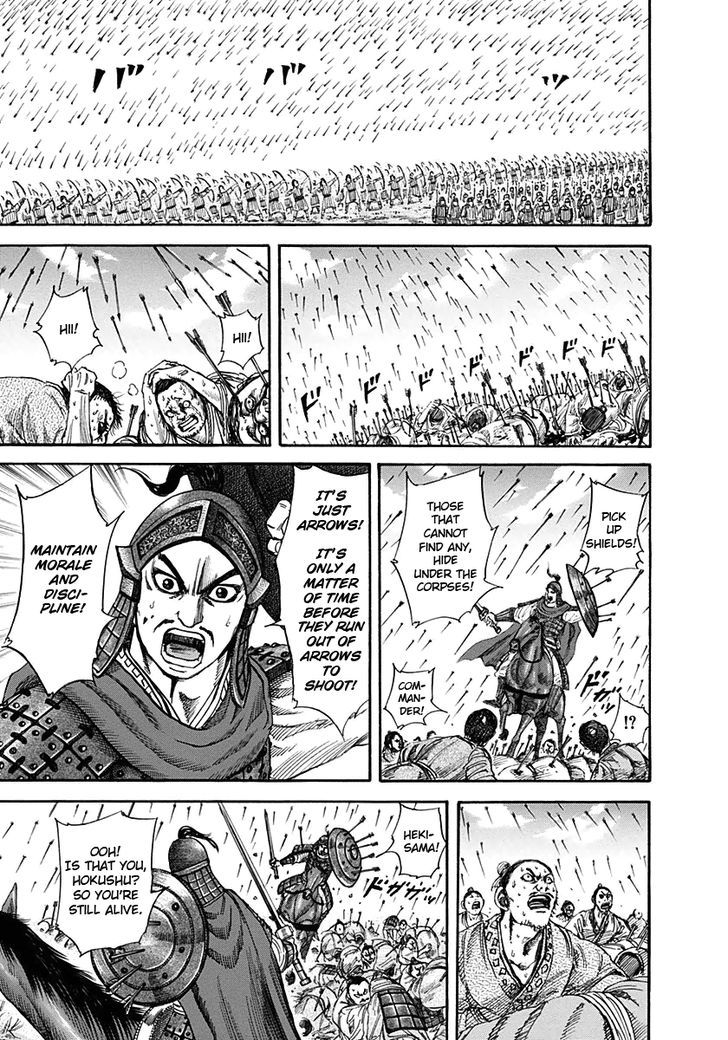 バ
バ
ッ
ド
ド
ド
HII!
HII!
PICK
UP
SHIELDS!
THOSE
THAT
CANNOT
FIND ANY,
HIDE
UNDER THE
CORPSES!
!?
COM-
MAN-
DER!
IT'S
JUST
ARROWS!
IT'S
ONLY A
MATTER
OF TIME
BEFORE
THEY RUN
OUT OF
ARROWS
TO
SHOOT!
MAINTAIN
MORALE
AND
DISCI-
PLINE!
HEKI-
SAMA!
ドガガガ
OOH!
IS THAT
YOU,
HOKUSHU?
SO YOU'RE
STILL ALIVE.